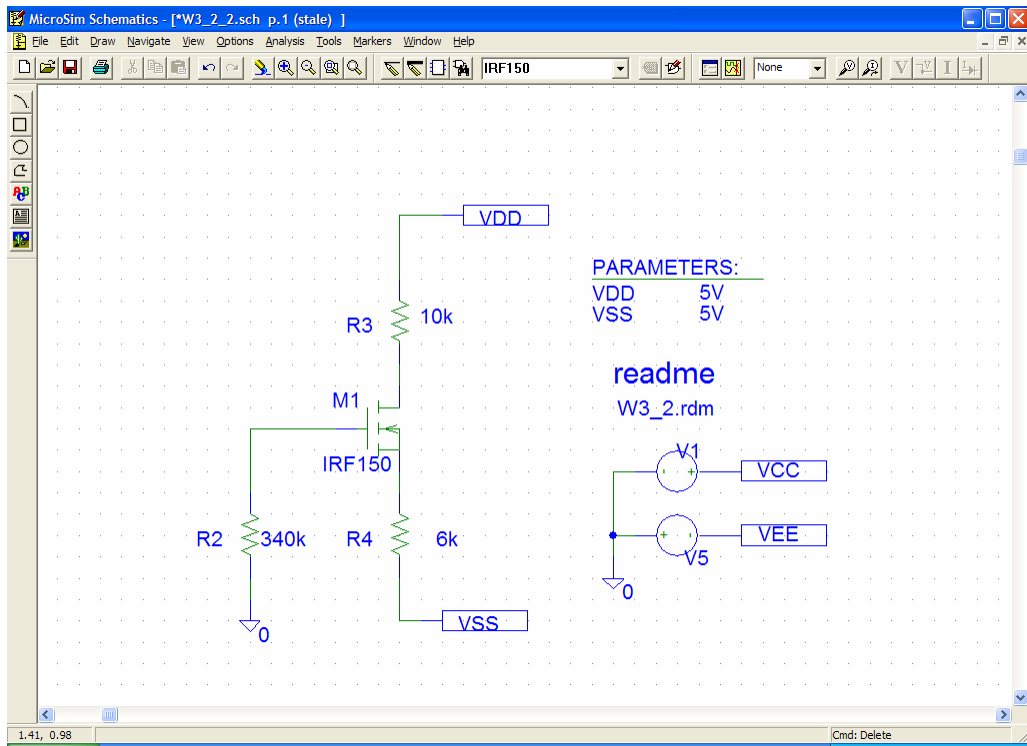 MicroSim Schematics - [*W3_2_2.sch p.1 (stale) ]
File Edit Draw Navigate View Options Analysis Tools Markers Window Help
IRF150
None
V
I
ABC
VDD
PARAMETERS:
VDD 5V
VSS 5V
R3 10k
readme
W3_2.rdm
M1
IRF150
V1
VCC
R2 340k
R4 6k
VEE
V5
0
0
VSS
1.41, 0.98
Cmd: Delete